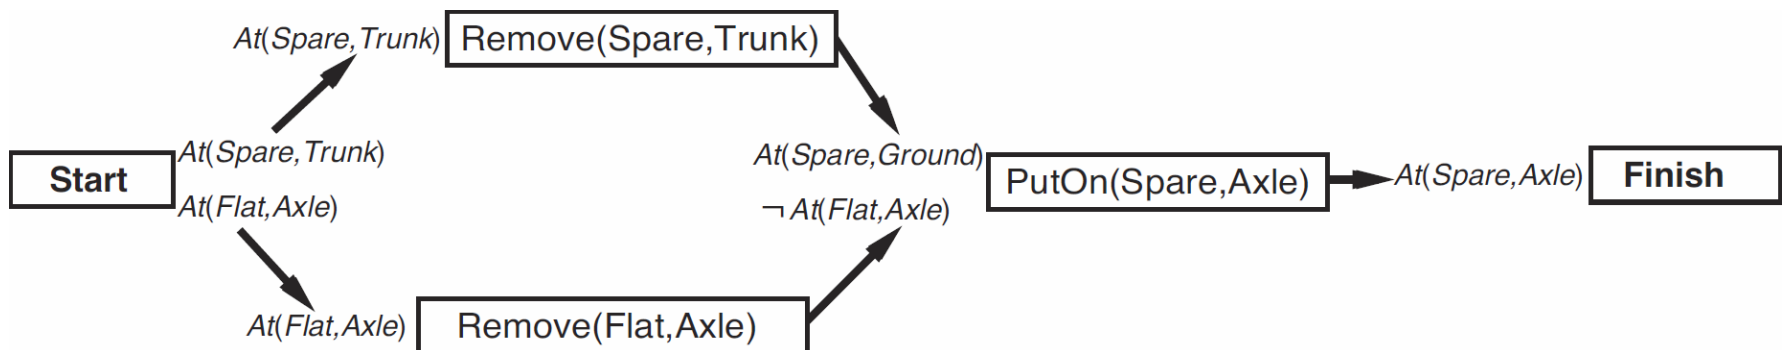 At(Spare,Trunk) Remove(Spare,Trunk)
Start
At(Spare,Trunk)
At(Flat,Axle)
At(Spare,Ground)
¬At(Flat,Axle)
PutOn(Spare,Axle)
At(Spare,Axle) Finish
At(Flat,Axle) Remove(Flat,Axle)